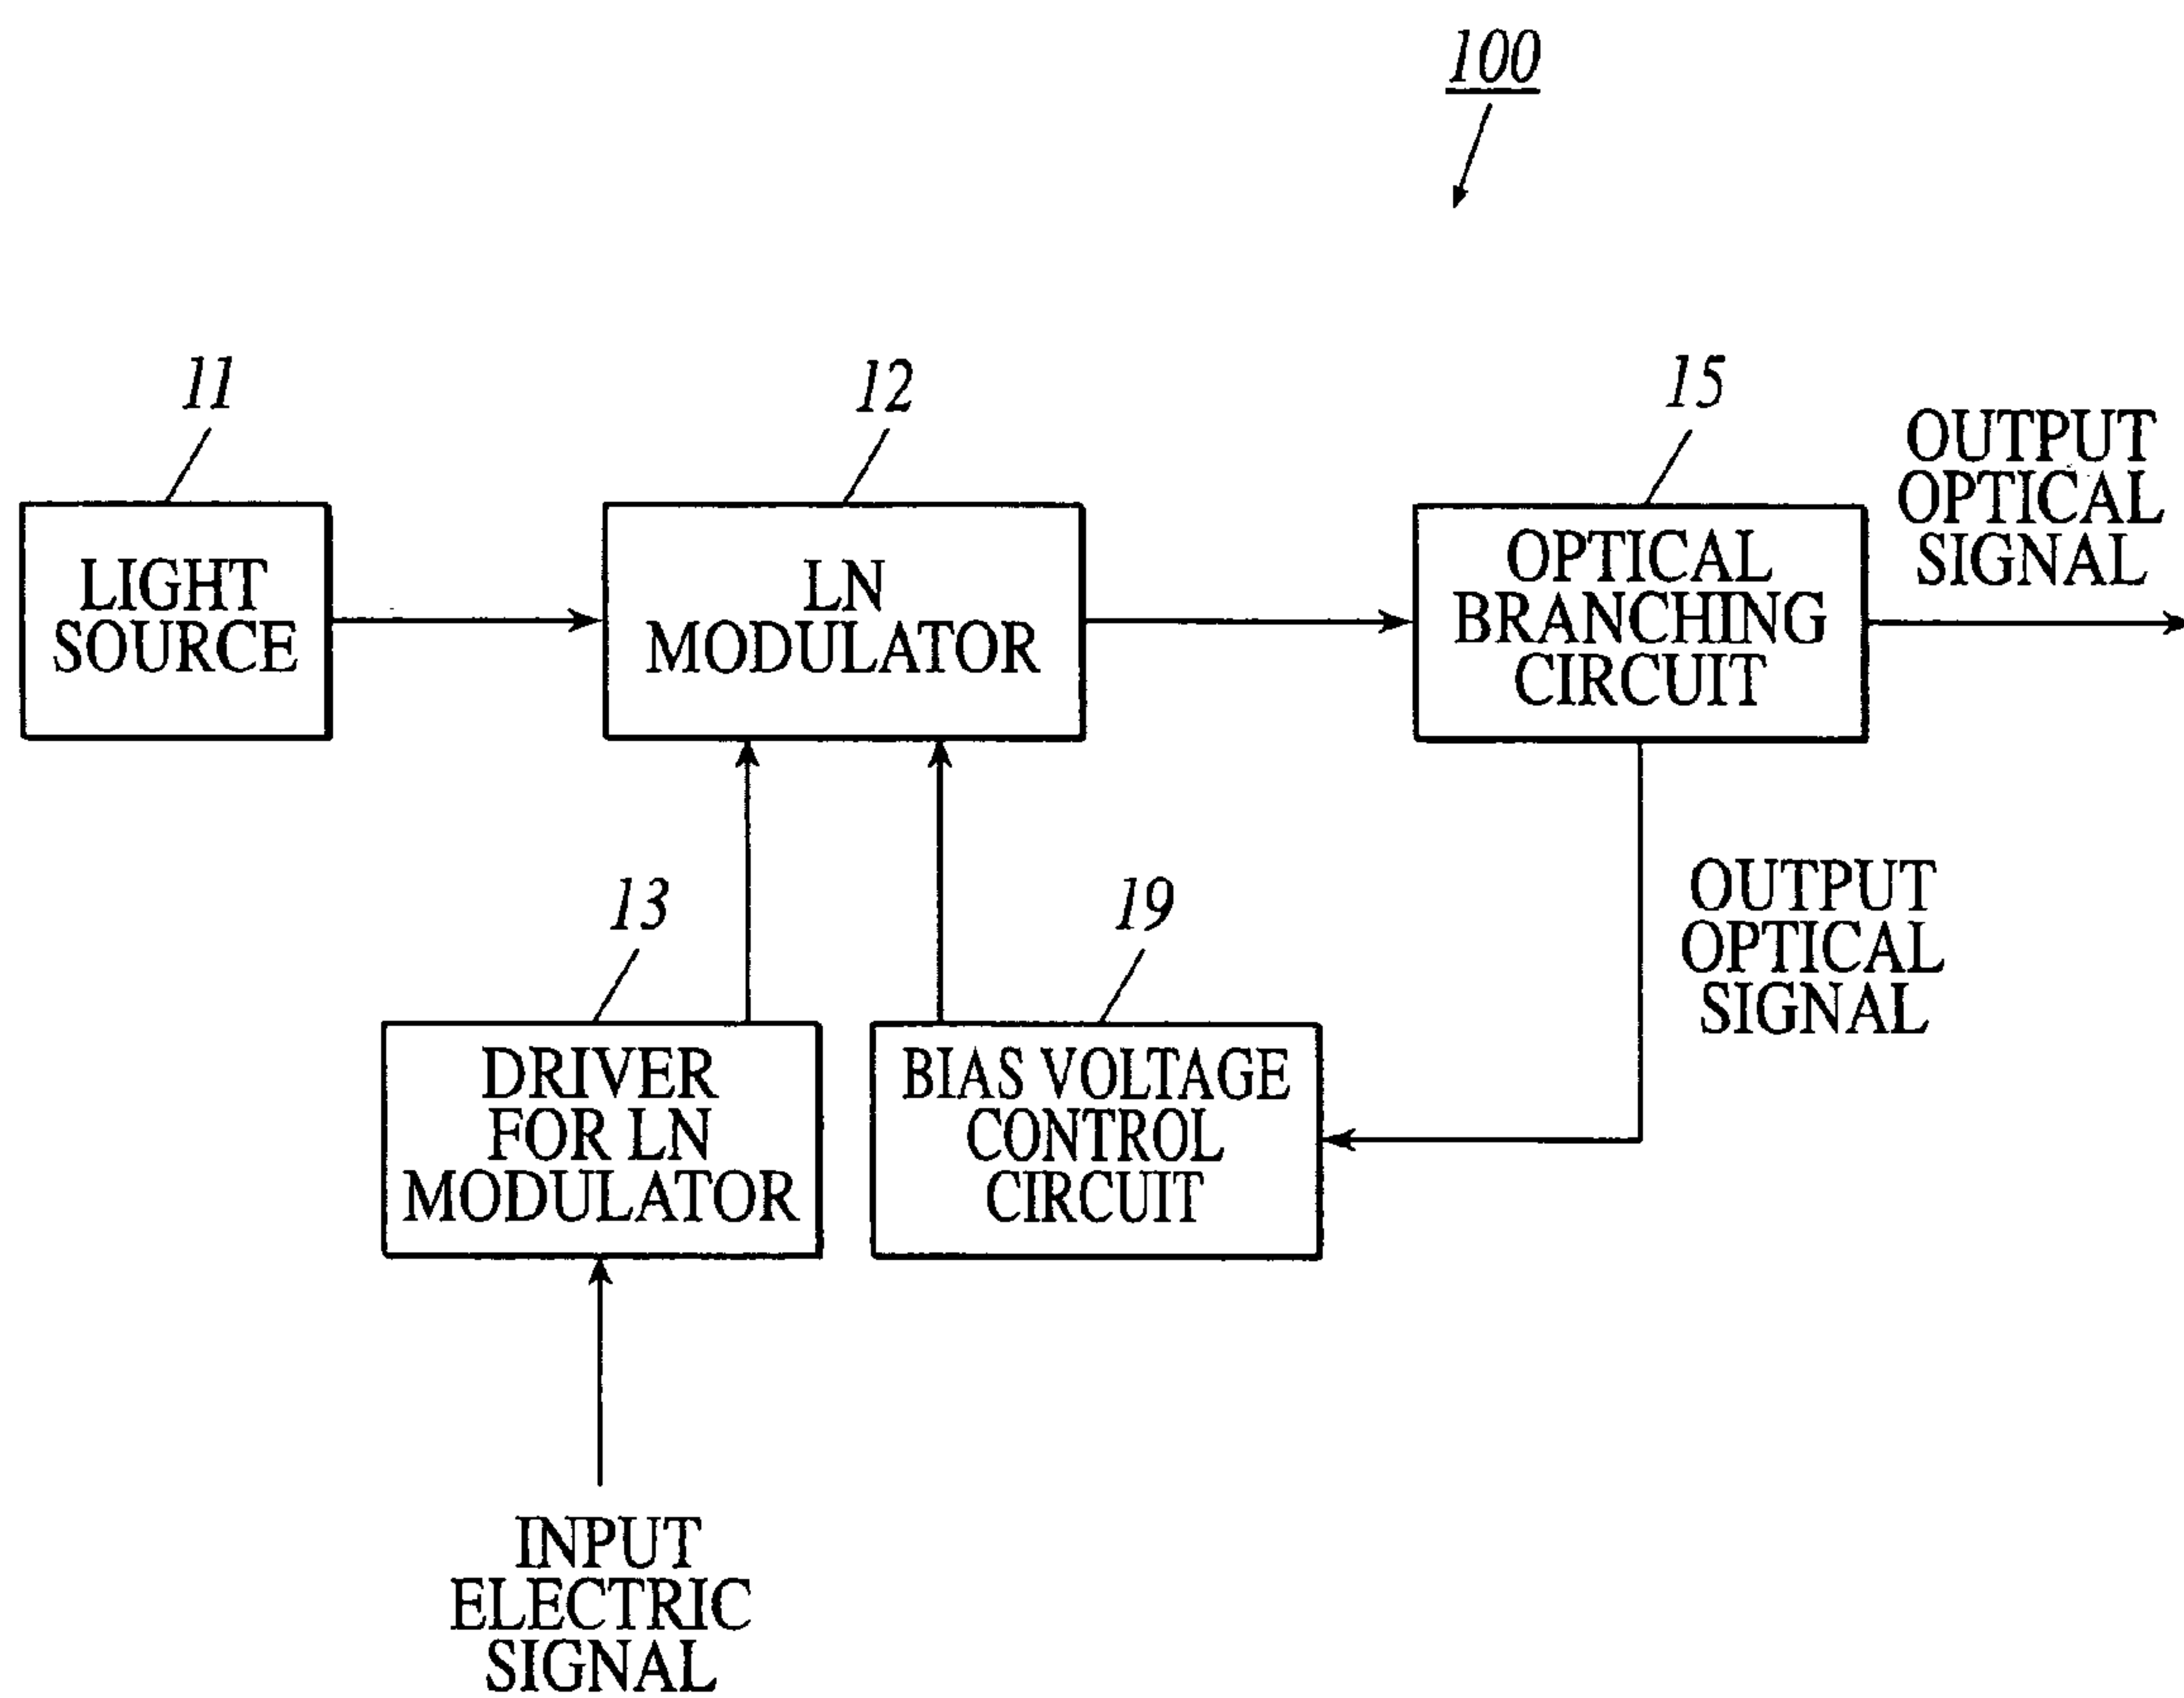 100
11
12
15
LIGHT
SOURCE
LN
MODULATOR
OPTICAL
BRANCHING
CIRCUIT
OUTPUT
OPTICAL
SIGNAL
13
19
OUTPUT
OPTICAL
SIGNAL
DRIVER
FOR LN
MODULATOR
BIAS VOLTAGE
CONTROL
CIRCUIT
INPUT
ELECTRIC
SIGNAL